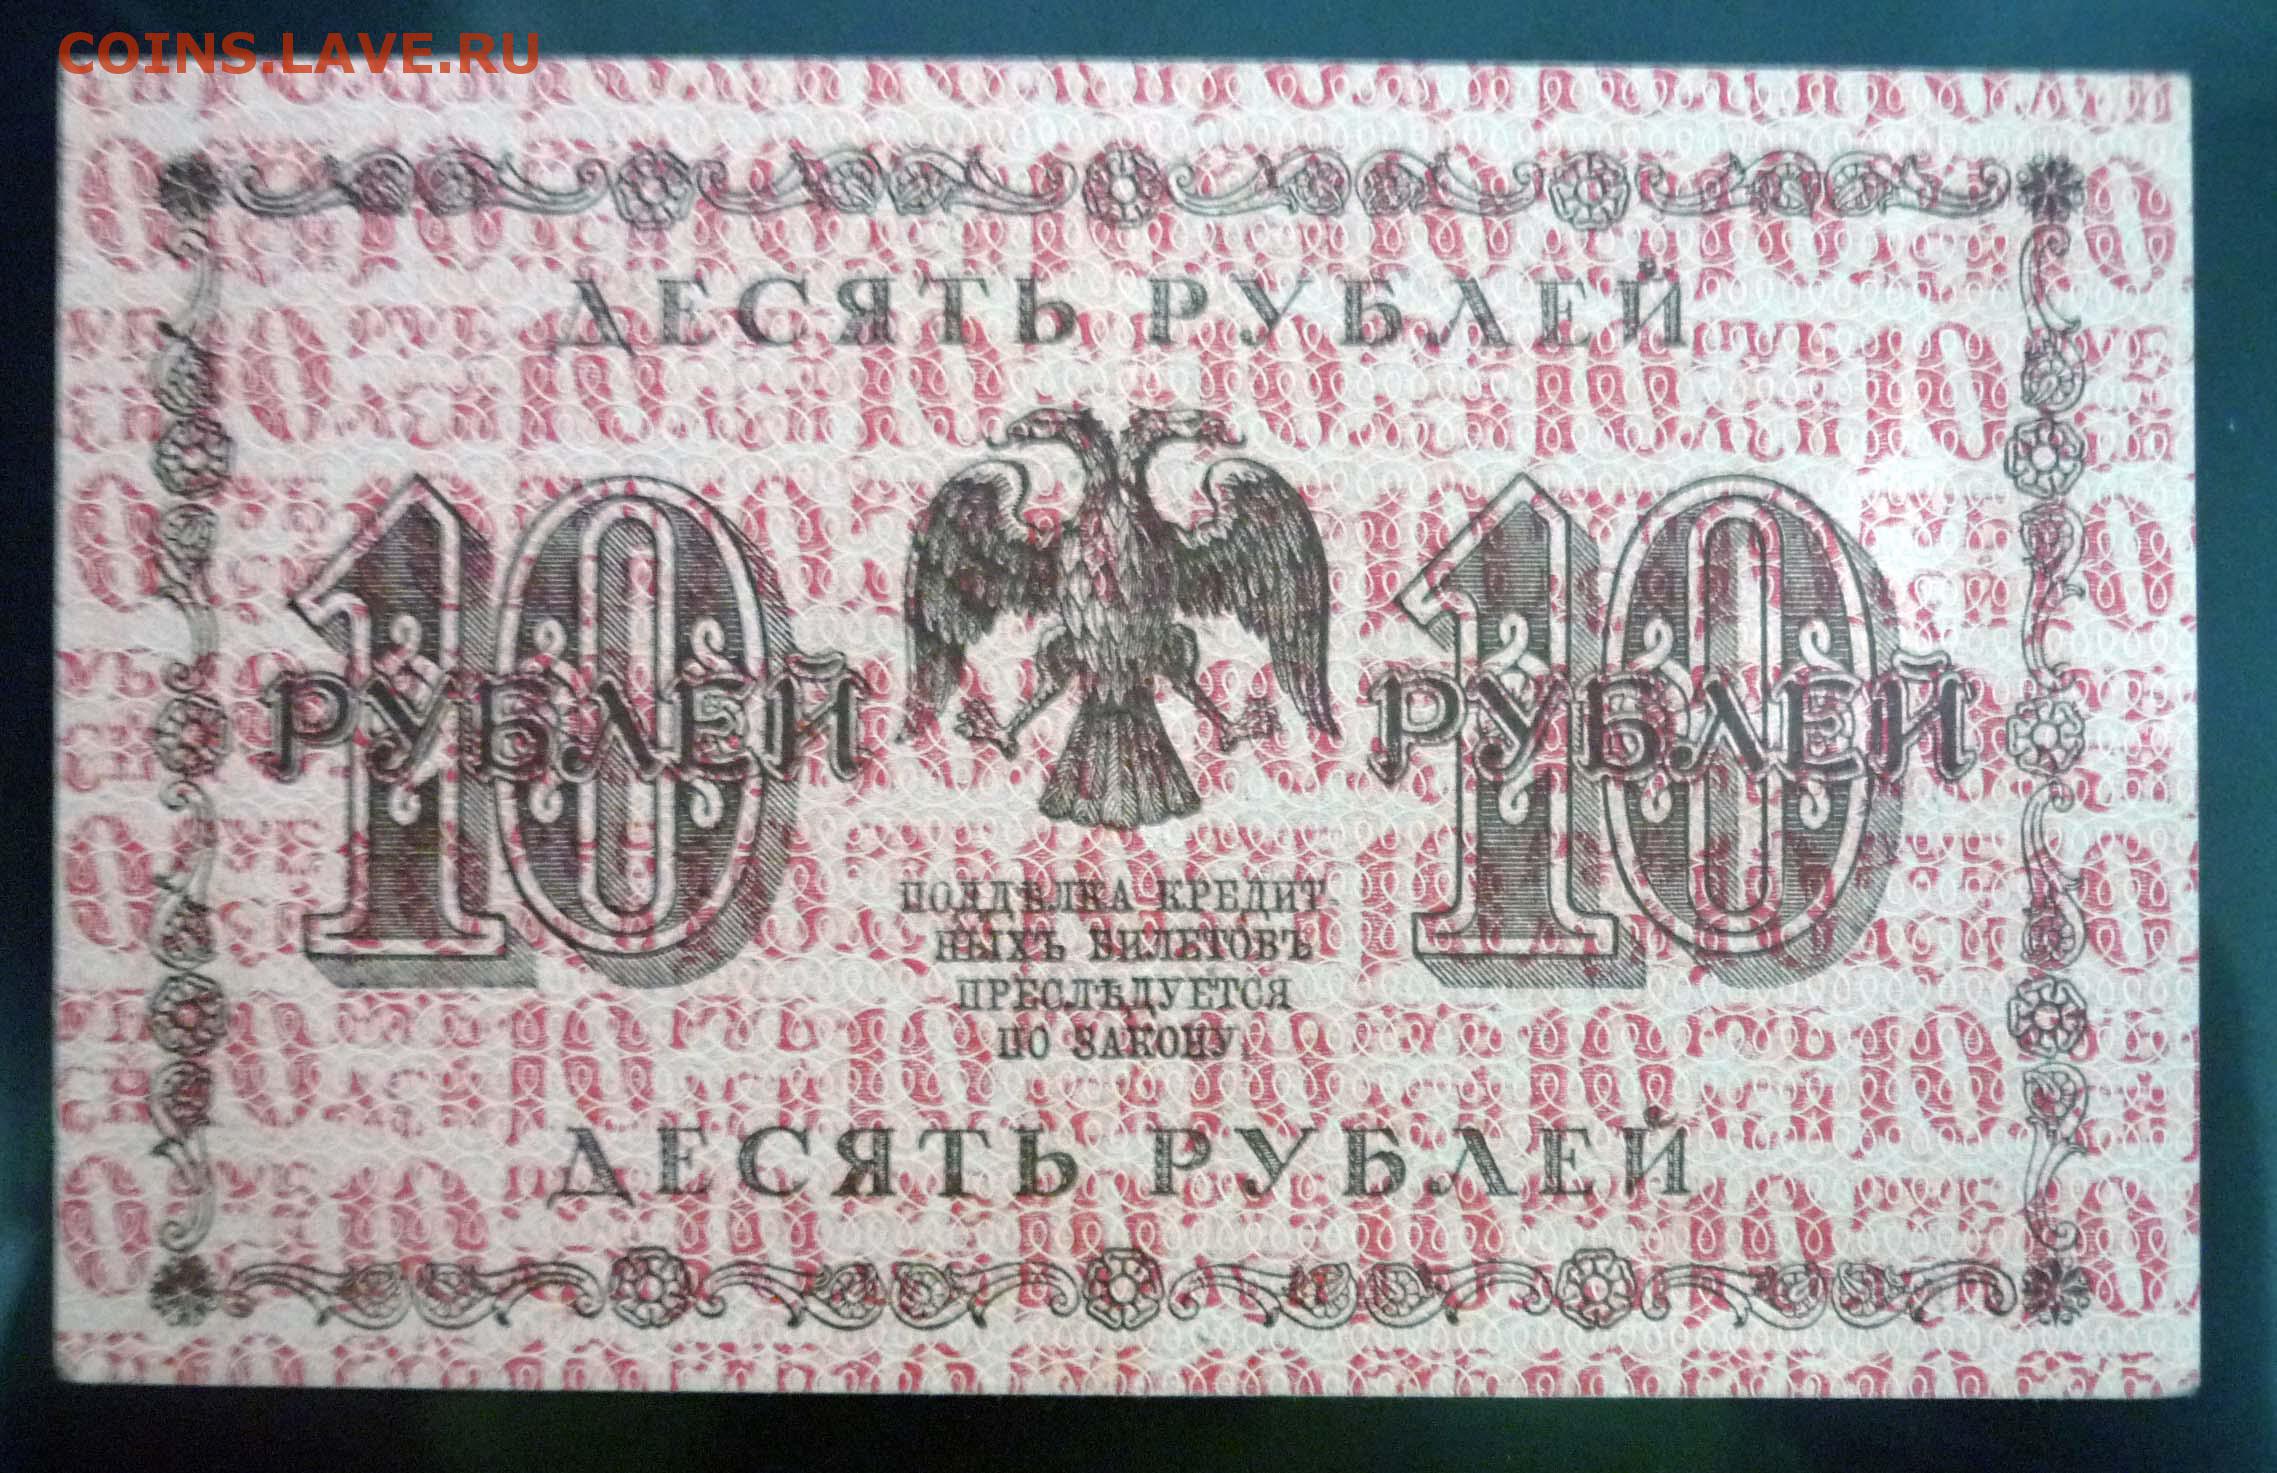 COINS.LAVE.RU
ДЕСЯТЬ РУБЛЕЙ
10 10
РУБЛЕЙ РУБЛЕЙ
ПОДДѢЛКА КРЕДИТ-
НЫХЪ БИЛЕТОВЪ
ПРЕСЛѢДУЕТСЯ
ПО ЗАКОНУ.
ДЕСЯТЬ РУБЛЕЙ